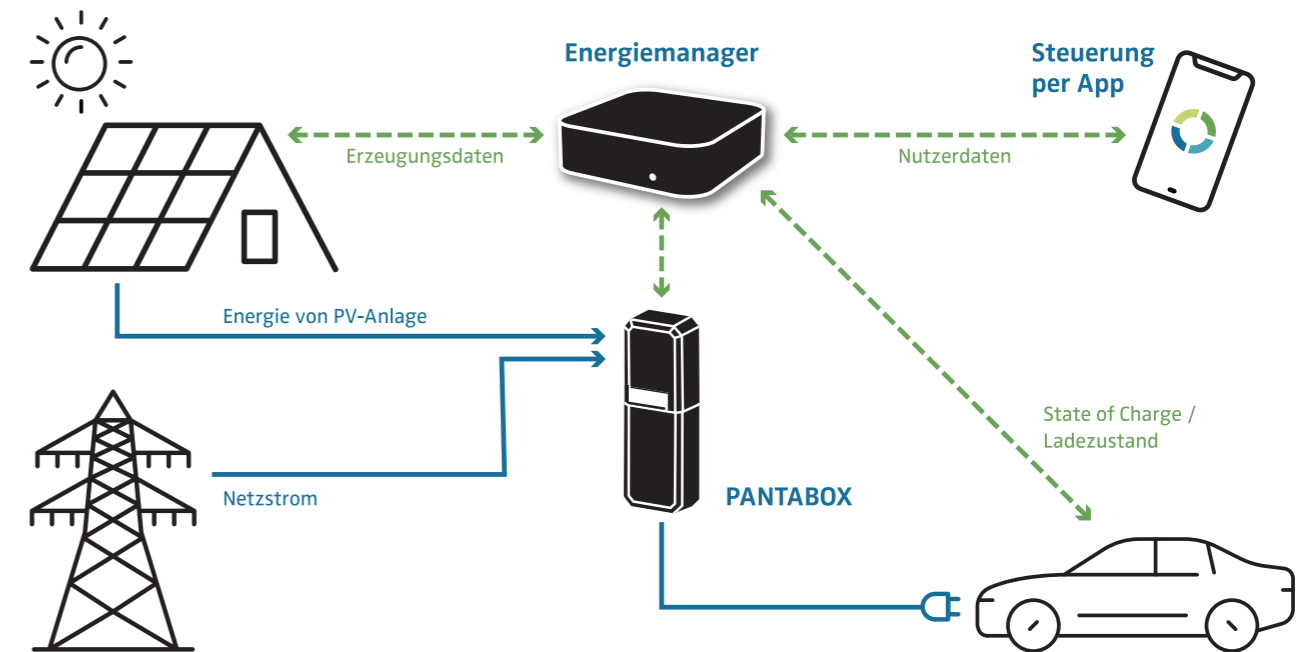 Energiemanager
Steuerung
per App
Erzeugungsdaten
Nutzerdaten
Energie von PV-Anlage
State of Charge /
Ladezustand
Netzstrom
PANTABOX